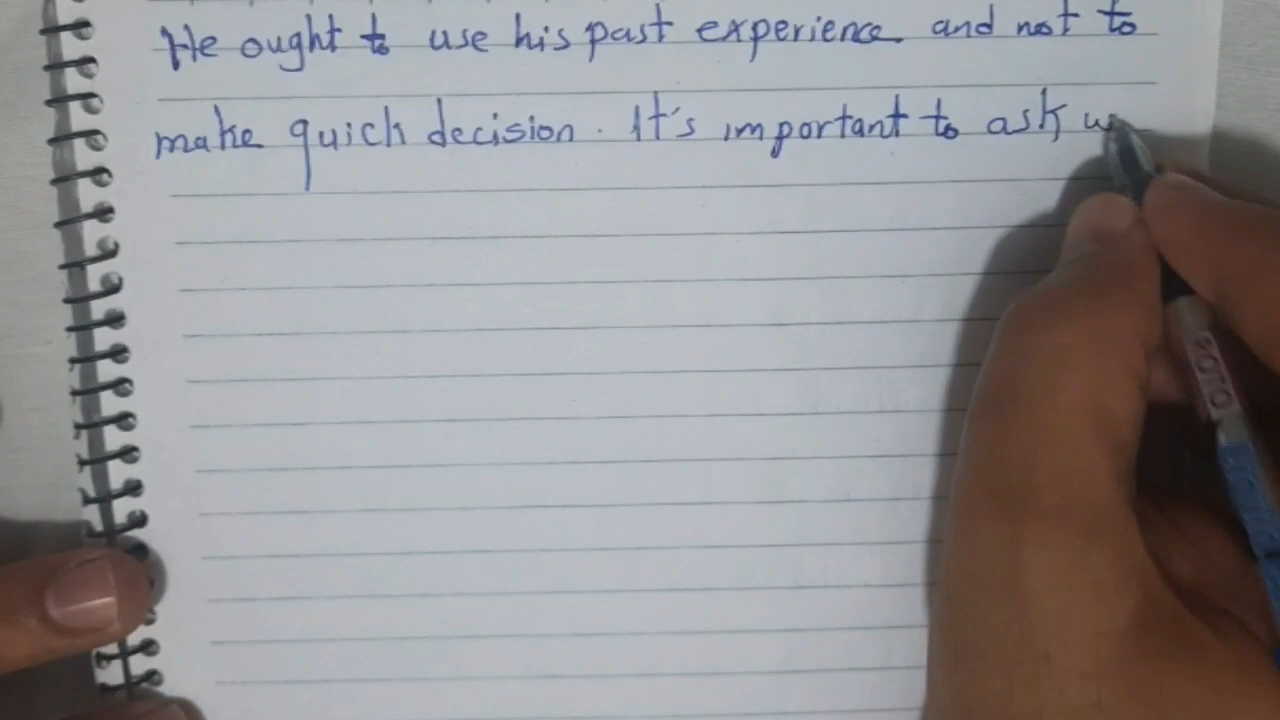 He ought to use his past experience and not to
make quick decision. It's important to ask